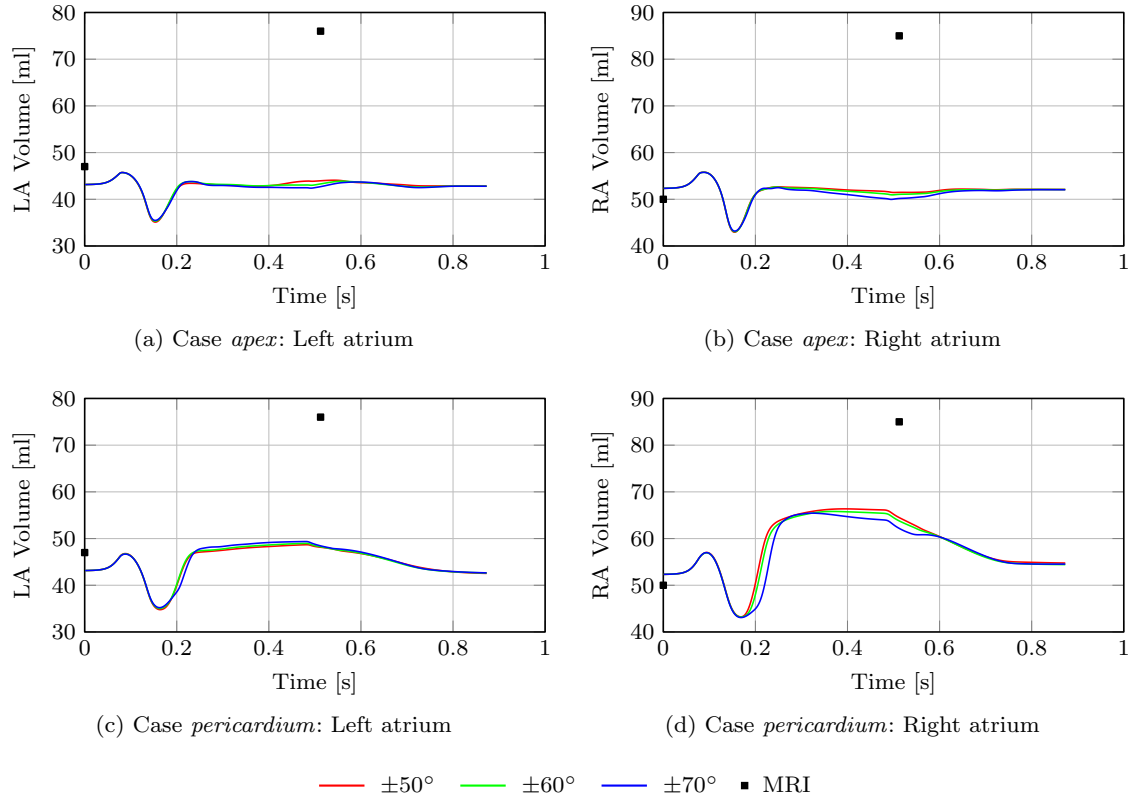 80
70
60
50
40
30
LA Volume [ml]
0 0.2 0.4 0.6 0.8 1
Time [s]
(a) Case apex: Left atrium
90
80
70
60
50
40
RA Volume [ml]
0 0.2 0.4 0.6 0.8 1
Time [s]
(b) Case apex: Right atrium
80
70
60
50
40
30
LA Volume [ml]
0 0.2 0.4 0.6 0.8 1
Time [s]
(c) Case pericardium: Left atrium
90
80
70
60
50
40
RA Volume [ml]
0 0.2 0.4 0.6 0.8 1
Time [s]
(d) Case pericardium: Right atrium
±50° ±60° ±70° MRI